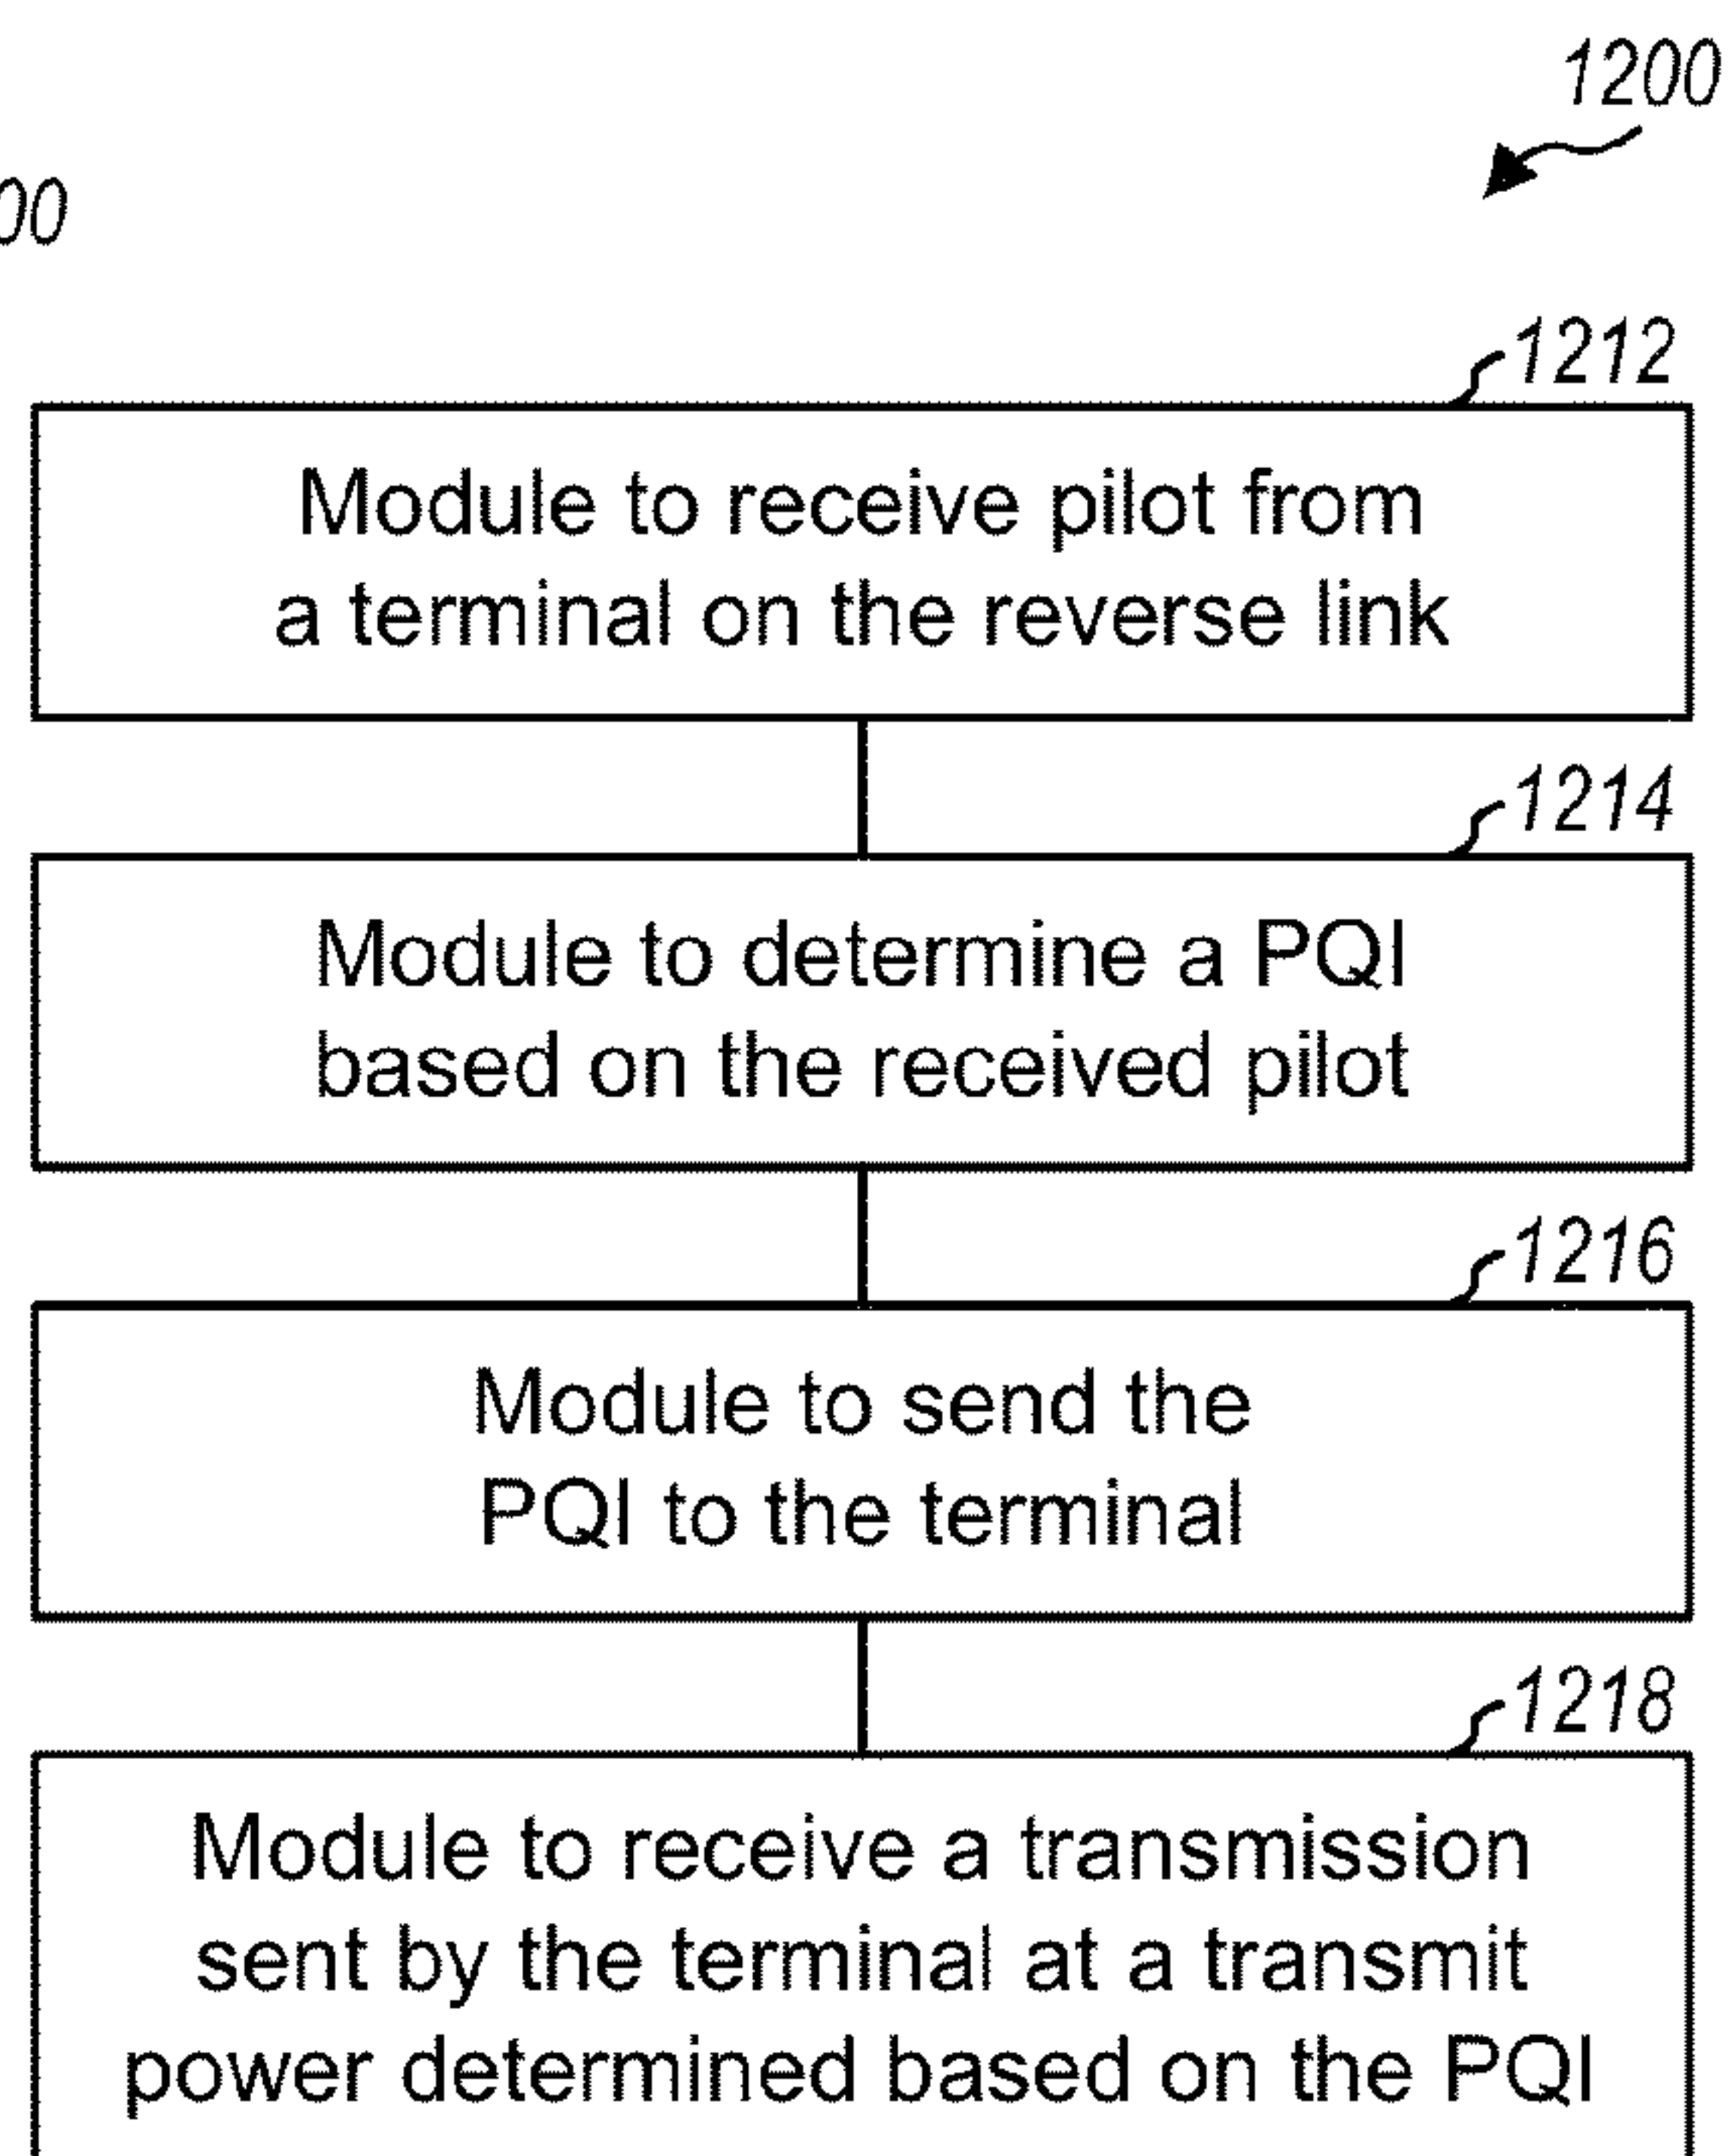 1200
00
1212
Module to receive pilot from
a terminal on the reverse link
1214
Module to determine a PQI
based on the received pilot
1216
Module to send the
PQI to the terminal
1218
Module to receive a transmission
sent by the terminal at a transmit
power determined based on the PQI